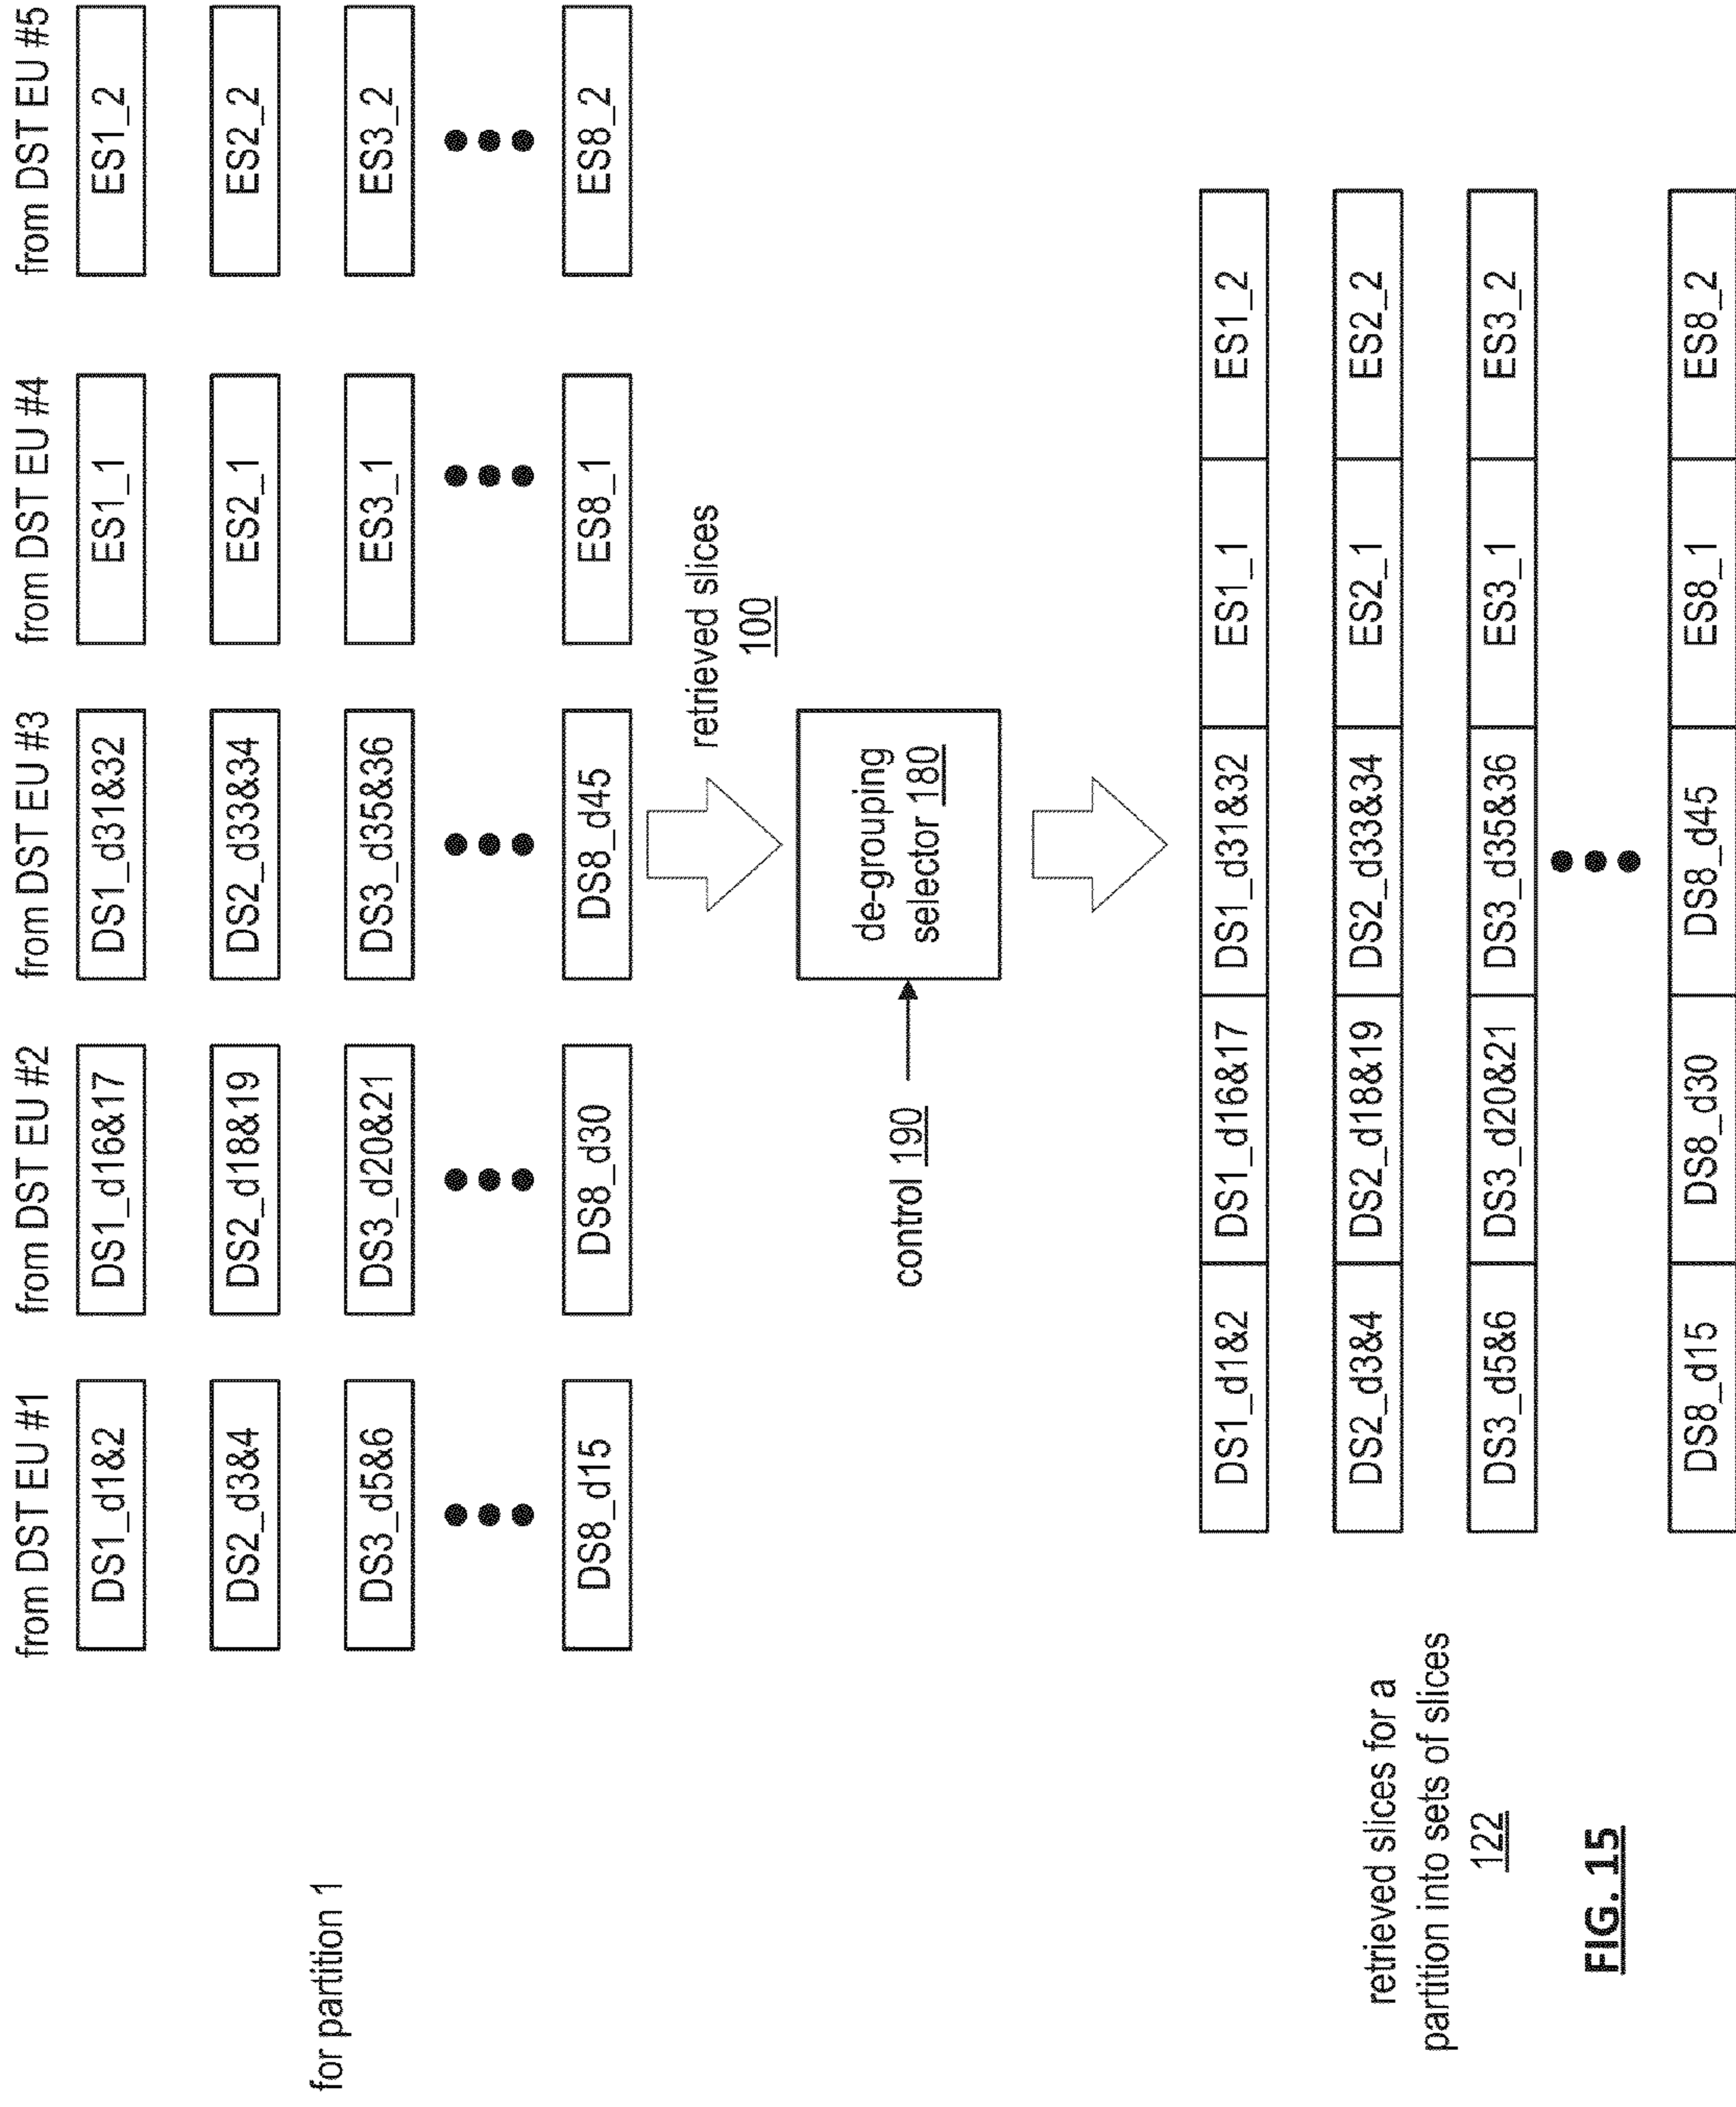 from DST EU #1
from DST EU #2
from DST EU #3
from DST EU #4
from DST EU #5
DS1_d1&2
DS1_d16&17
DS1_d31&32
ES1_1
ES1_2
for partition 1
DS2_d3&4
DS2_d18&19
DS2_d33&34
ES2_1
ES2_2
DS3_d5&6
DS3_d20&21
DS3_d35&36
ES3_1
ES3_2
DS8_d15
DS8_d30
DS8_d45
ES8_1
ES8_2
retrieved slices
100
control 190
de-grouping
selector 180
DS1_d1&2
DS1_d16&17
DS1_d31&32
ES1_1
ES1_2
retrieved slices for a
partition into sets of slices
122
DS2_d3&4
DS2_d18&19
DS2_d33&34
ES2_1
ES2_2
DS3_d5&6
DS3_d20&21
DS3_d35&36
ES3_1
ES3_2
DS8_d15
DS8_d30
DS8_d45
ES8_1
ES8_2
FIG. 15